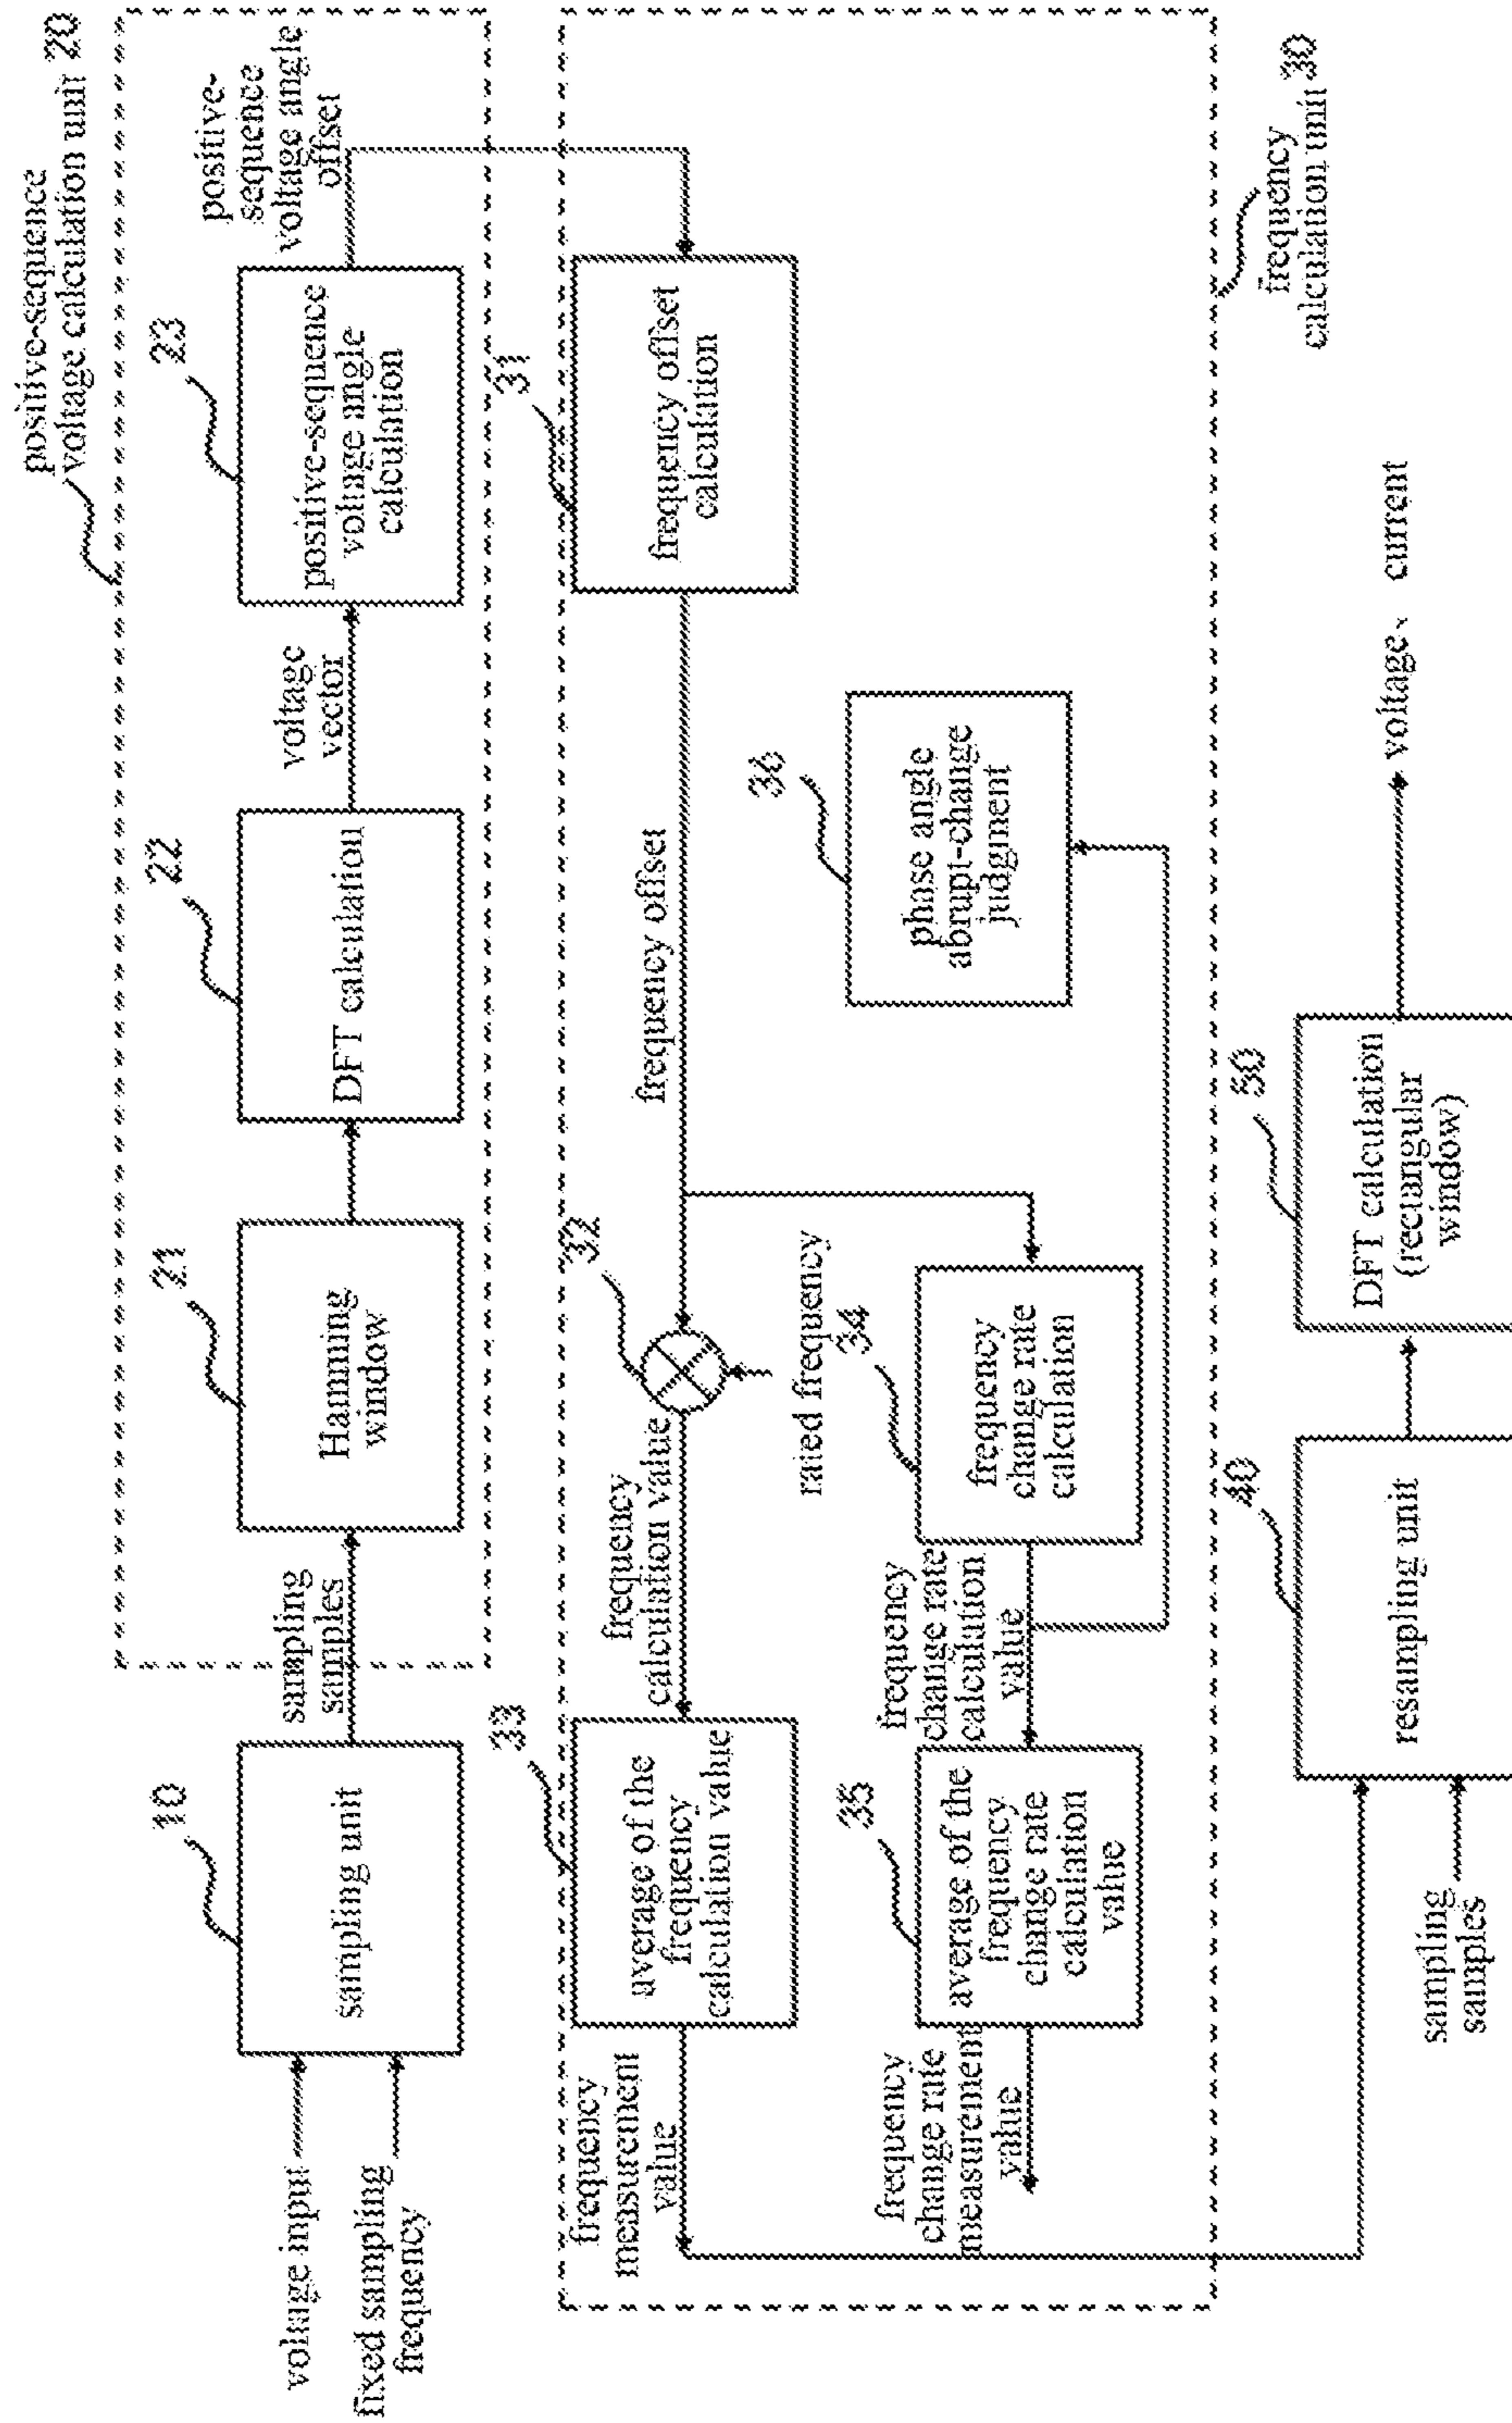 positive-sequence
voltage calculation unit 20
voltage input
fixed sampling
frequency
10
sampling unit
sampling
samples
21
Hamming
window
22
DFT calculation
voltage
vector
23
positive-sequence
voltage angle
calculation
positive-
sequence
voltage angle
offset
31
frequency offset
calculation
frequency offset
32
rated frequency
frequency
calculation value
33
average of the
frequency
calculation value
frequency
measurement
value
34
frequency
change rate
calculation
frequency
change rate
calculation
value
35
average of the
frequency
change rate
calculation
value
frequency
change rate
measurement
value
36
phase angle
abrupt-change
judgment
frequency
calculation unit 30
sampling
samples
40
resampling unit
50
DFT calculation
(rectangular
window)
voltage、 current